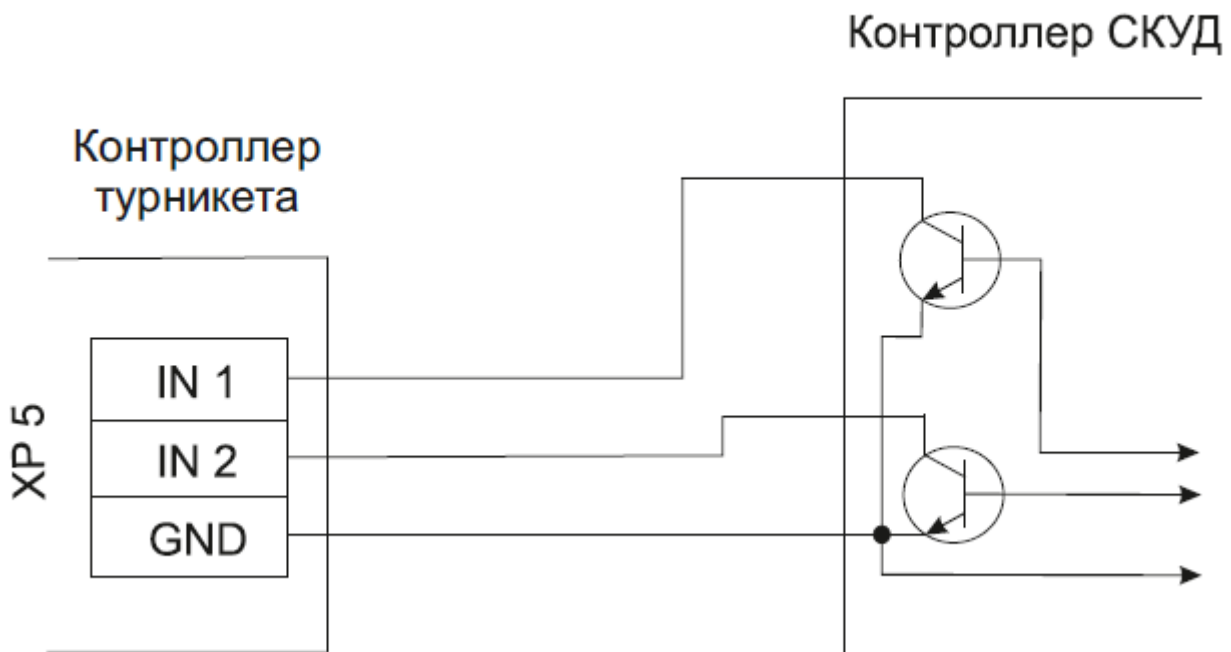 Контроллер СКУД
Контроллер
турникета
XP 5
IN 1
IN 2
GND